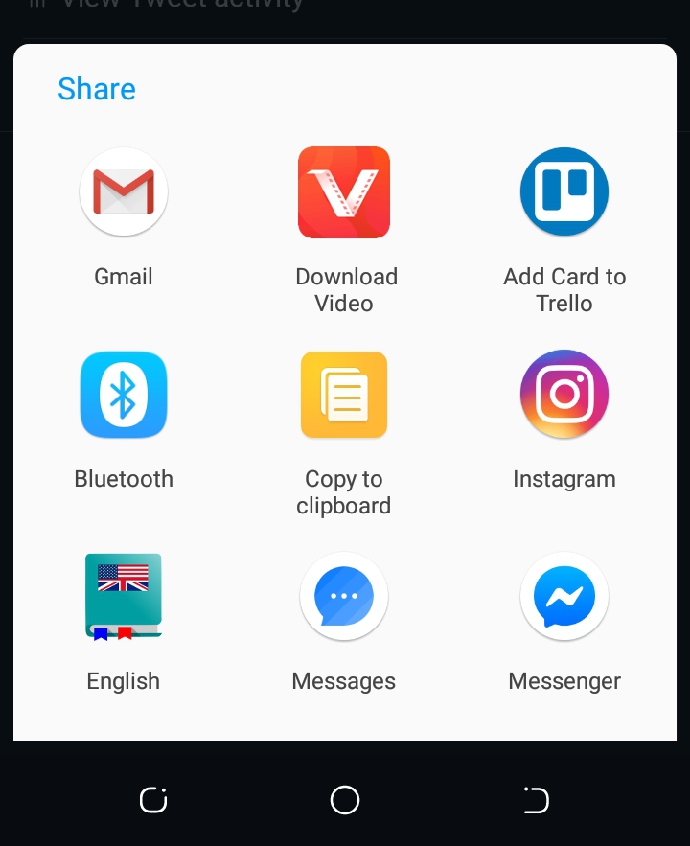 View Tweet activity
Share
Gmail
Download
Video
Add Card to
Trello
Bluetooth
Copy to
clipboard
Instagram
English
Messages
Messenger